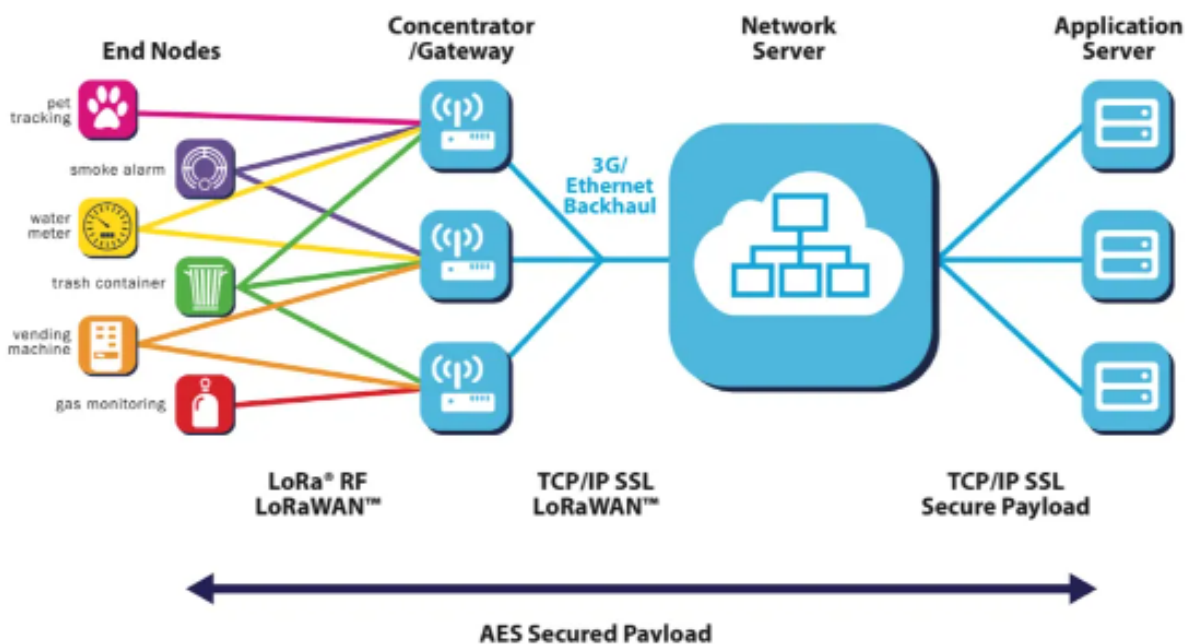 End Nodes
Concentrator
/Gateway
Network
Server
Application
Server
pet
tracking
smoke alarm
water
meter
trash container
vending
machine
gas monitoring
3G/
Ethernet
Backhaul
LoRa® RF
LoRaWAN™
TCP/IP SSL
LoRaWAN™
TCP/IP SSL
Secure Payload
AES Secured Payload